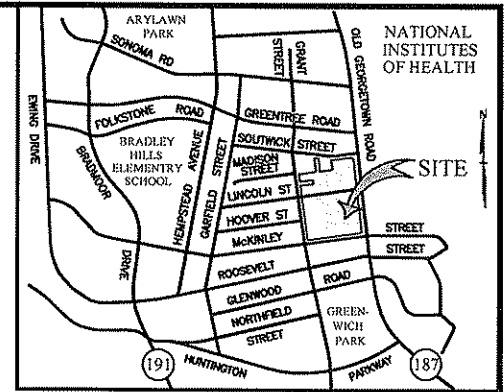 ARYLAWN
PARK
SONOMA RD
GRANT
STREET
OLD GEORGETOWN ROAD
NATIONAL
INSTITUTES
OF HEALTH
EWING DRIVE
FOLKSTONE ROAD
GREENTREE ROAD
N
BRADLEY
HILLS
ELEMENTRY
SCHOOL
BRADMOOR
DRIVE
HEMPSTEAD AVENUE
GARFIELD STREET
SOUTWICK STREET
MADISON
STREET
LINCOLN ST
SITE
HOOVER ST
McKINLEY
STREET
ROOSEVELT
STREET
GLENWOOD ROAD
NORTHFIELD
STREET
GREEN-
WICH
PARK
191
HUNTINGTON PARKWAY
187